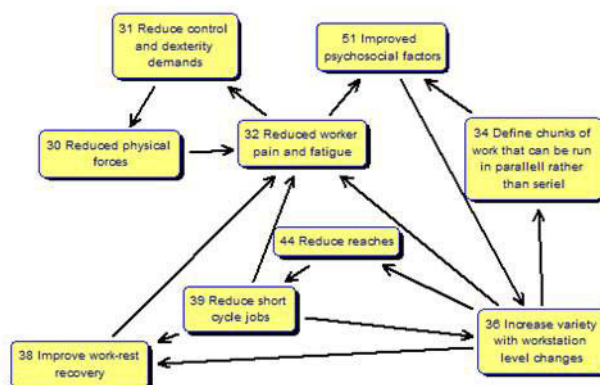 31 Reduce control
and dexterity
demands
51 Improved
psychosocial factors
30 Reduced physical
forces
32 Reduced worker
pain and fatigue
34 Define chunks of
work that can be run
in parallell rather
than seriel
44 Reduce reaches
39 Reduce short
cycle jobs
36 Increase variety
with workstation
level changes
38 Improve work-rest
recovery